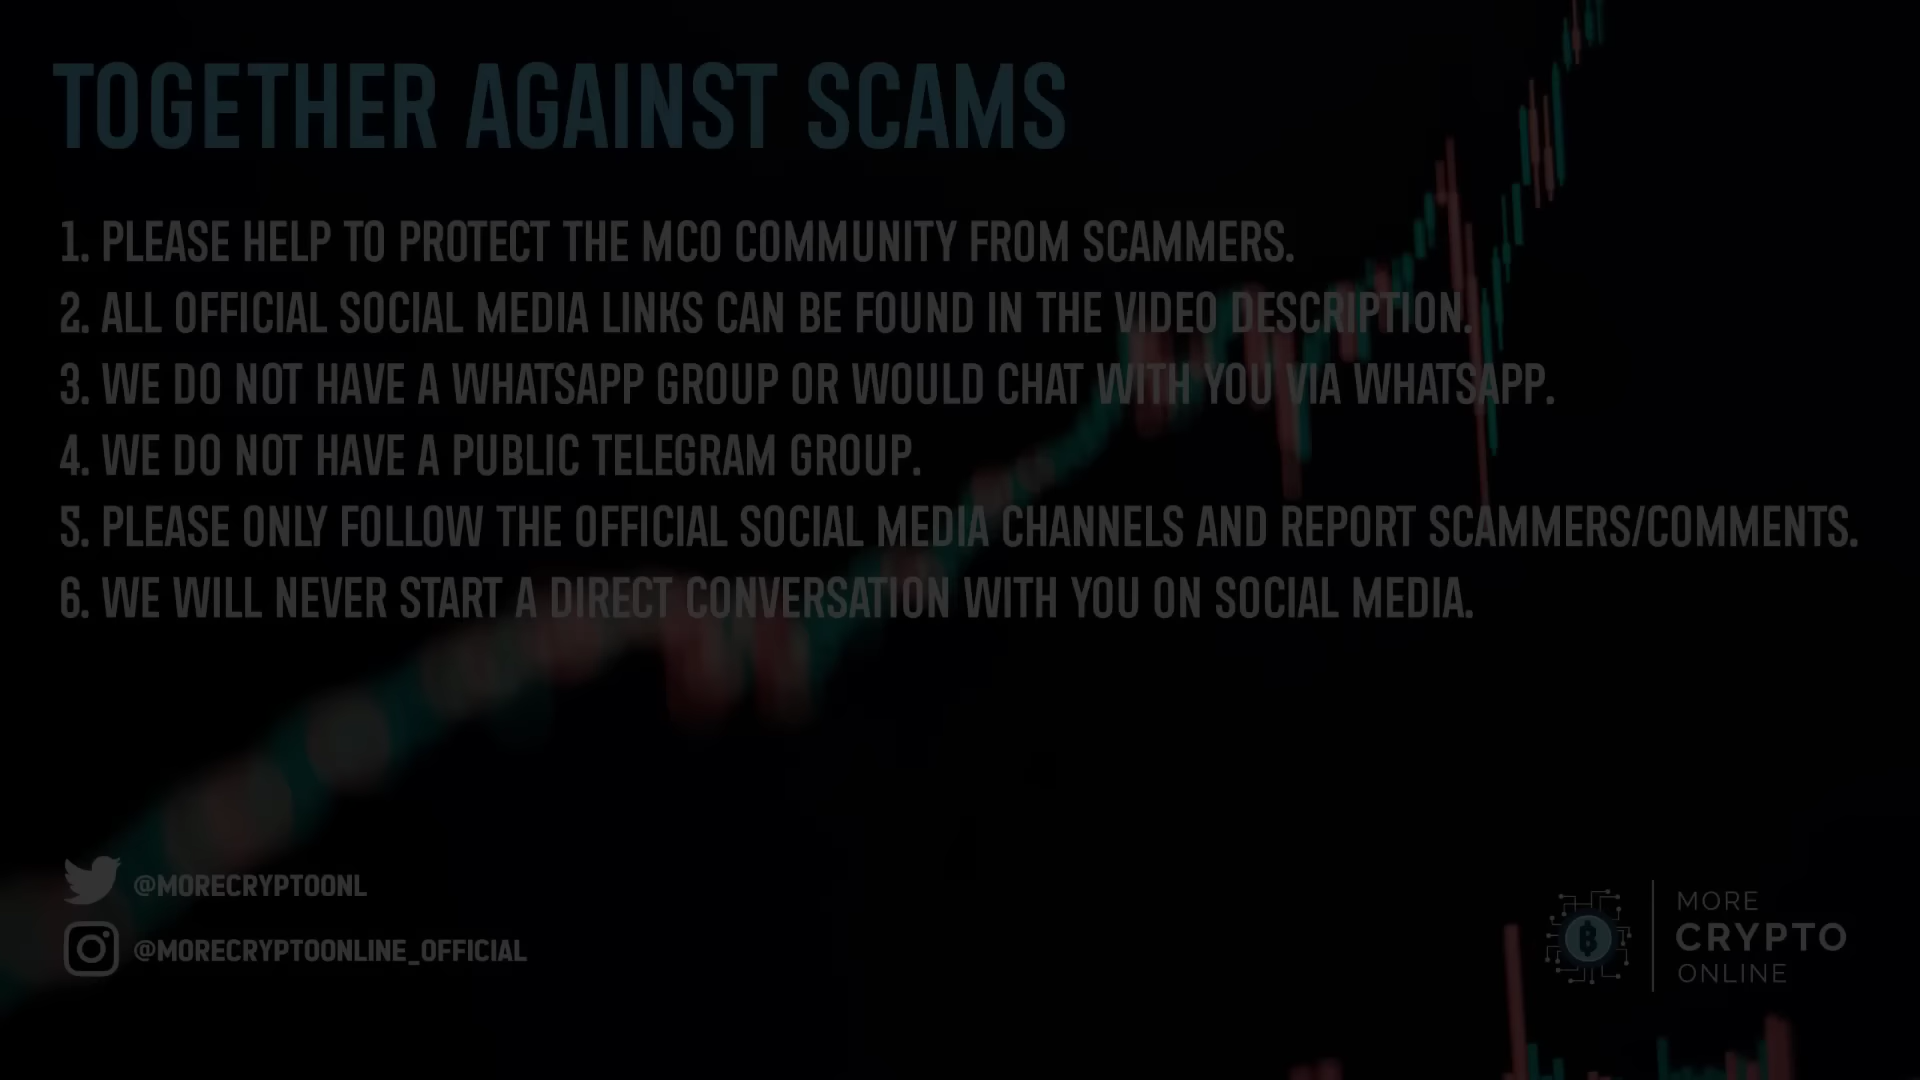 TOGETHER AGAINST SCAMS
1. PLEASE HELP TO PROTECT THE MCO COMMUNITY FROM SCAMMERS.
2. ALL OFFICIAL SOCIAL MEDIA LINKS CAN BE FOUND IN THE VIDEO DESCRIPTION.
3. WE DO NOT HAVE A WHATSAPP GROUP OR WOULD CHAT WITH YOU VIA WHATSAPP.
4. WE DO NOT HAVE A PUBLIC TELEGRAM GROUP.
5. PLEASE ONLY FOLLOW THE OFFICIAL SOCIAL MEDIA CHANNELS AND REPORT SCAMMERS/COMMENTS.
6. WE WILL NEVER START A DIRECT CONVERSATION WITH YOU ON SOCIAL MEDIA.
@MORECRYPTOONL
@MORECRYPTOONLINE_OFFICIAL
MORE
CRYPTO
ONLINE